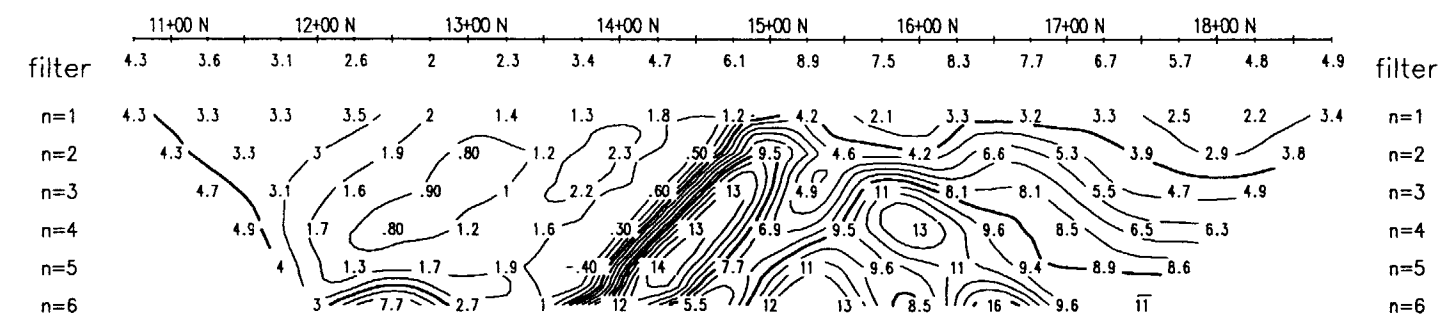 11+00 N 12+00 N 13+00 N 14+00 N 15+00 N 16+00 N 17+00 N 18+00 N
filter 4.3 3.6 3.1 2.6 2 2.3 3.4 4.7 6.1 8.9 7.5 8.3 7.7 6.7 5.7 4.8 4.9 filter
n=1 4.3 3.3 3.3 3.5 2 1.4 1.3 1.8 1.2 4.2 2.1 3.3 3.2 3.3 2.5 2.2 3.4 n=1
n=2 4.3 3.3 3 1.9 .80 1.2 2.3 .50 9.5 4.6 4.2 6.6 5.3 3.9 2.9 3.8 n=2
n=3 4.7 3.1 1.6 .90 1 2.2 .60 13 4.9 11 8.1 8.1 5.5 4.7 4.9 n=3
n=4 4.9 1.7 .80 1.2 1.6 .30 13 6.9 9.5 13 9.6 8.5 6.5 6.3 n=4
n=5 4 1.3 1.7 1.9 -.40 14 7.7 11 9.6 11 9.4 8.9 8.6 n=5
n=6 3 7.7 2.7 1 12 5.5 12 13 8.5 16 9.6 11 n=6